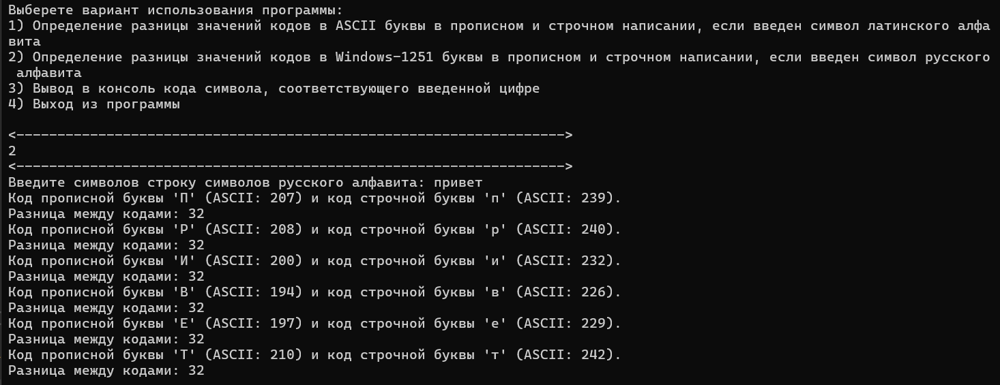 Выберете вариант использования программы:
1) Определение разницы значений кодов в ASCII буквы в прописном и строчном написании, если введен символ латинского алфа
вита
2) Определение разницы значений кодов в Windows-1251 буквы в прописном и строчном написании, если введен символ русского
 алфавита
3) Вывод в консоль кода символа, соответствующего введенной цифре
4) Выход из программы
<------------------------------------------------------------------->
2
<------------------------------------------------------------------->
Введите символов строку символов русского алфавита: привет
Код прописной буквы 'П' (ASCII: 207) и код строчной буквы 'п' (ASCII: 239).
Разница между кодами: 32
Код прописной буквы 'Р' (ASCII: 208) и код строчной буквы 'р' (ASCII: 240).
Разница между кодами: 32
Код прописной буквы 'И' (ASCII: 200) и код строчной буквы 'и' (ASCII: 232).
Разница между кодами: 32
Код прописной буквы 'В' (ASCII: 194) и код строчной буквы 'в' (ASCII: 226).
Разница между кодами: 32
Код прописной буквы 'Е' (ASCII: 197) и код строчной буквы 'е' (ASCII: 229).
Разница между кодами: 32
Код прописной буквы 'Т' (ASCII: 210) и код строчной буквы 'т' (ASCII: 242).
Разница между кодами: 32